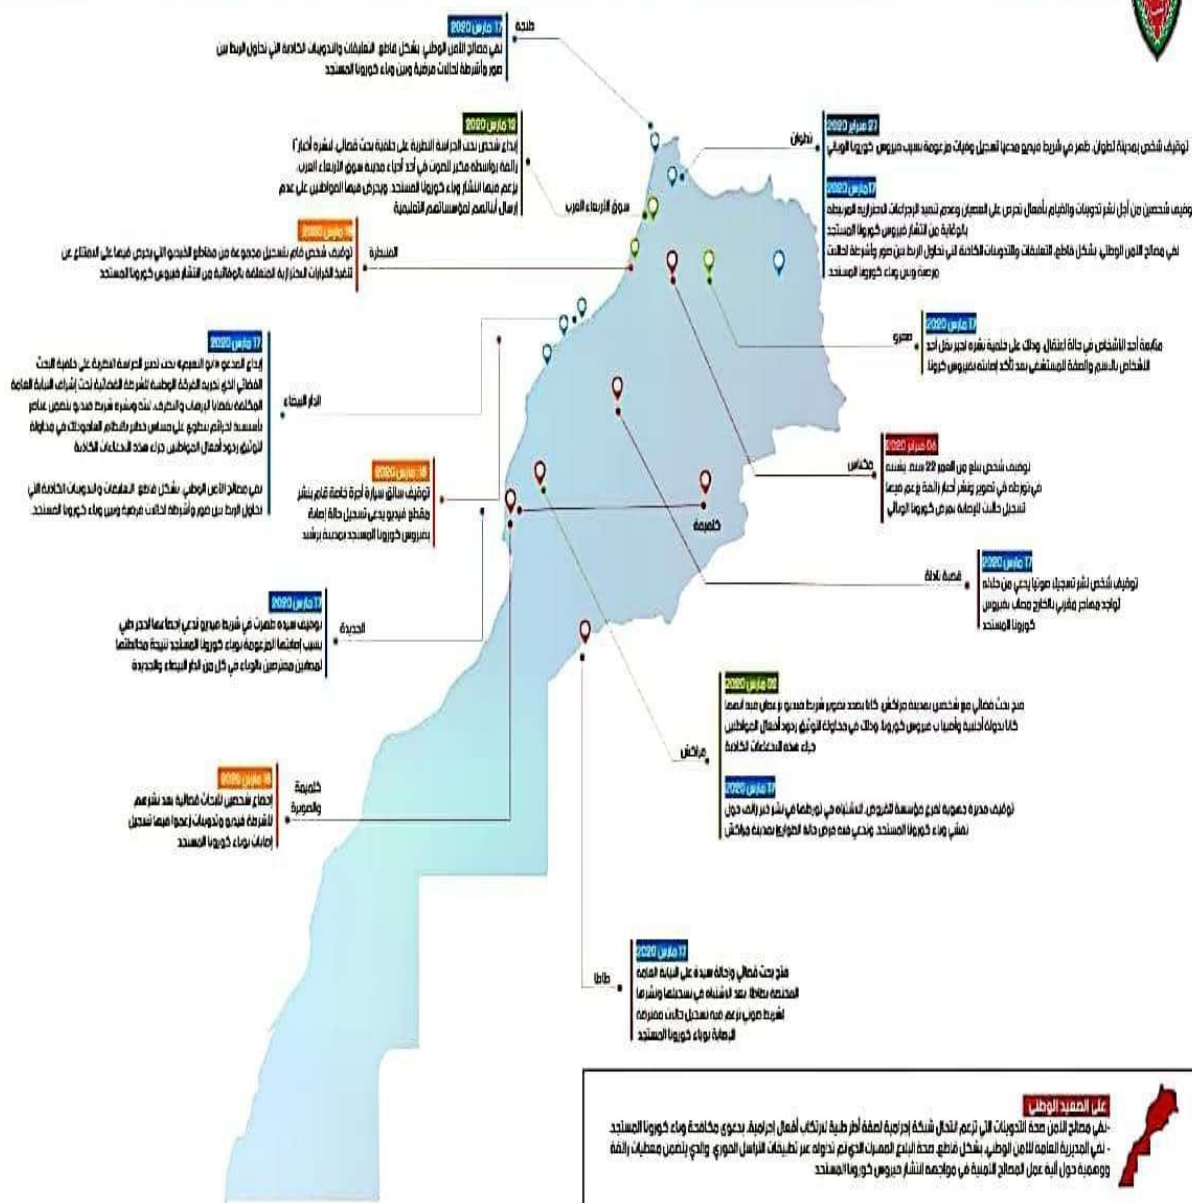 طنجة
17 مارس 2020
نفي مصالح الأمن الوطني، بشكل قاطع، التعليقات والتدوينات الكاذبة التي تحاول الربط بين
صور وأشرطة لحالات مرضية وبين وباء كورونا المستجد
سوق الأربعاء الغرب
12 مارس 2020
إيداع شخص تحت الحراسة النظرية على خلفية بحث قضائي، لنشره أخبارا
زائفة بواسطة مكبر الصوت في أحد أحياء مدينة سوق الأربعاء الغرب،
يزعم فيها انتشار وباء كورونا المستجد، ويحرض فيها المواطنين على عدم
إرسال أبنائهم لمؤسساتهم التعليمية
القنيطرة
مارس 2020
توقيف شخص قام بتسجيل مجموعة من مقاطع الفيديو التي يحرض فيها على الامتناع عن
تنفيذ القرارات الاحترازية المتعلقة بالوقاية من انتشار فيروس كورونا المستجد
الدار البيضاء
17 مارس 2020
إيداع المدعو «أبو النعيم» تحت تدبير الحراسة النظرية على خلفية البحث
القضائي الذي تجريه الفرقة الوطنية للشرطة القضائية تحت إشراف النيابة العامة
المكلفة بقضايا الإرهاب والتطرف، لبثه ونشره شريط فيديو يتضمن عناصر
تأسيسية لجرائم تنطوي على مساس خطير بالنظام العام وذلك في محاولة
لتوثيق ردود أفعال المواطنين جراء هذه الادعاءات الكاذبة
نفي مصالح الأمن الوطني، بشكل قاطع، التعليقات والتدوينات الكاذبة التي
تحاول الربط بين صور وأشرطة لحالات مرضية وبين وباء كورونا المستجد.
مارس 2020
توقيف سائق سيارة أجرة خاصة قام بنشر
مقطع فيديو يدعي تسجيل حالة إصابة
بفيروس كورونا المستجد بمدينة برشيد
الجديدة
17 مارس 2020
توقيف سيدة ظهرت في شريط فيديو تدعي إخضاعها لحجر طبي
بسبب إصابتها المزعومة بوباء كورونا المستجد نتيجة مخالطتها
لمصابين مفترضين بالوباء في كل من الدار البيضاء والجديدة
كلميمة
والصويرة
مارس 2020
إخضاع شخصين لأبحاث قضائية بعد نشرهم
لأشرطة فيديو وتدوينات زعموا فيها تسجيل
إصابات بوباء كورونا المستجد
تطوان
27 فبراير 2020
توقيف شخص بمدينة تطوان، ظهر في شريط فيديو مدعيا تسجيل وفيات مزعومة بسبب فيروس كورونا الوبائي
17 مارس 2020
توقيف شخصين من أجل نشر تدوينات والقيام بأفعال تحرض على العصيان وعدم تنفيذ الإجراءات الاحترازية المرتبطة
بالوقاية من انتشار فيروس كورونا المستجد
نفي مصالح الأمن الوطني، بشكل قاطع، التعليقات والتدوينات الكاذبة التي تحاول الربط بين صور وأشرطة لحالات
مرضية وبين وباء كورونا المستجد.
صفرو
17 مارس 2020
متابعة أحد الأشخاص في حالة اعتقال، وذلك على خلفية نشره لخبر نقل أحد
الأشخاص بالاسم والصفة للمستشفى بعد تأكد إصابته بفيروس كرونا
مكناس
06 فبراير 2020
توقيف شخص يبلغ من العمر 22 سنة، يشتبه
في تورطه في تصوير ونشر أخبار زائفة يزعم فيها
تسجيل حالات للإصابة بمرض كورونا الوبائي
كلميمة
قصبة تادلة
17 مارس 2020
توقيف شخص نشر تسجيلا صوتيا يدعي من خلاله
تواجد مهاجر مغربي بالخارج مصاب بفيروس
كورونا المستجد
مراكش
مارس 2020
فتح بحث قضائي مع شخصين بمدينة مراكش، كانا بصدد تصوير شريط فيديو يزعمان فيه أنهما
كانا بدولة أجنبية وأصيبا ب فيروس كورونا، وذلك في محاولة لتوثيق ردود أفعال المواطنين
جراء هذه الادعاءات الكاذبة
17 مارس 2020
توقيف مديرة جهوية لفرع مؤسسة للقروض، للاشتباه في تورطها في نشر خبر زائف حول
تفشي وباء كورونا المستجد، وتدعي فيه فرض حالة الطوارئ بمدينة مراكش
طاطا
17 مارس 2020
فتح بحث قضائي وإحالة سيدة على النيابة العامة
المختصة بطاطا، بعد الاشتباه في تسجيلها ونشرها
لشريط صوتي تزعم فيه تسجيل حالات مفترضة
للإصابة بوباء كورونا المستجد
على الصعيد الوطني
- نفي مصالح الأمن صحة التدوينات التي تزعم انتحال شبكة إجرامية لصفة أطر طبية لارتكاب أفعال إجرامية، بدعوى مكافحة وباء كورونا المستجد.
- نفي المديرية العامة للأمن الوطني، بشكل قاطع، صحة البلاغ المفبرك الذي تم تداوله عبر تطبيقات التراسل الفوري، والذي يتضمن معطيات زائفة
ووهمية حول آلية عمل المصالح الأمنية في مواجهة انتشار فيروس كورونا المستجد